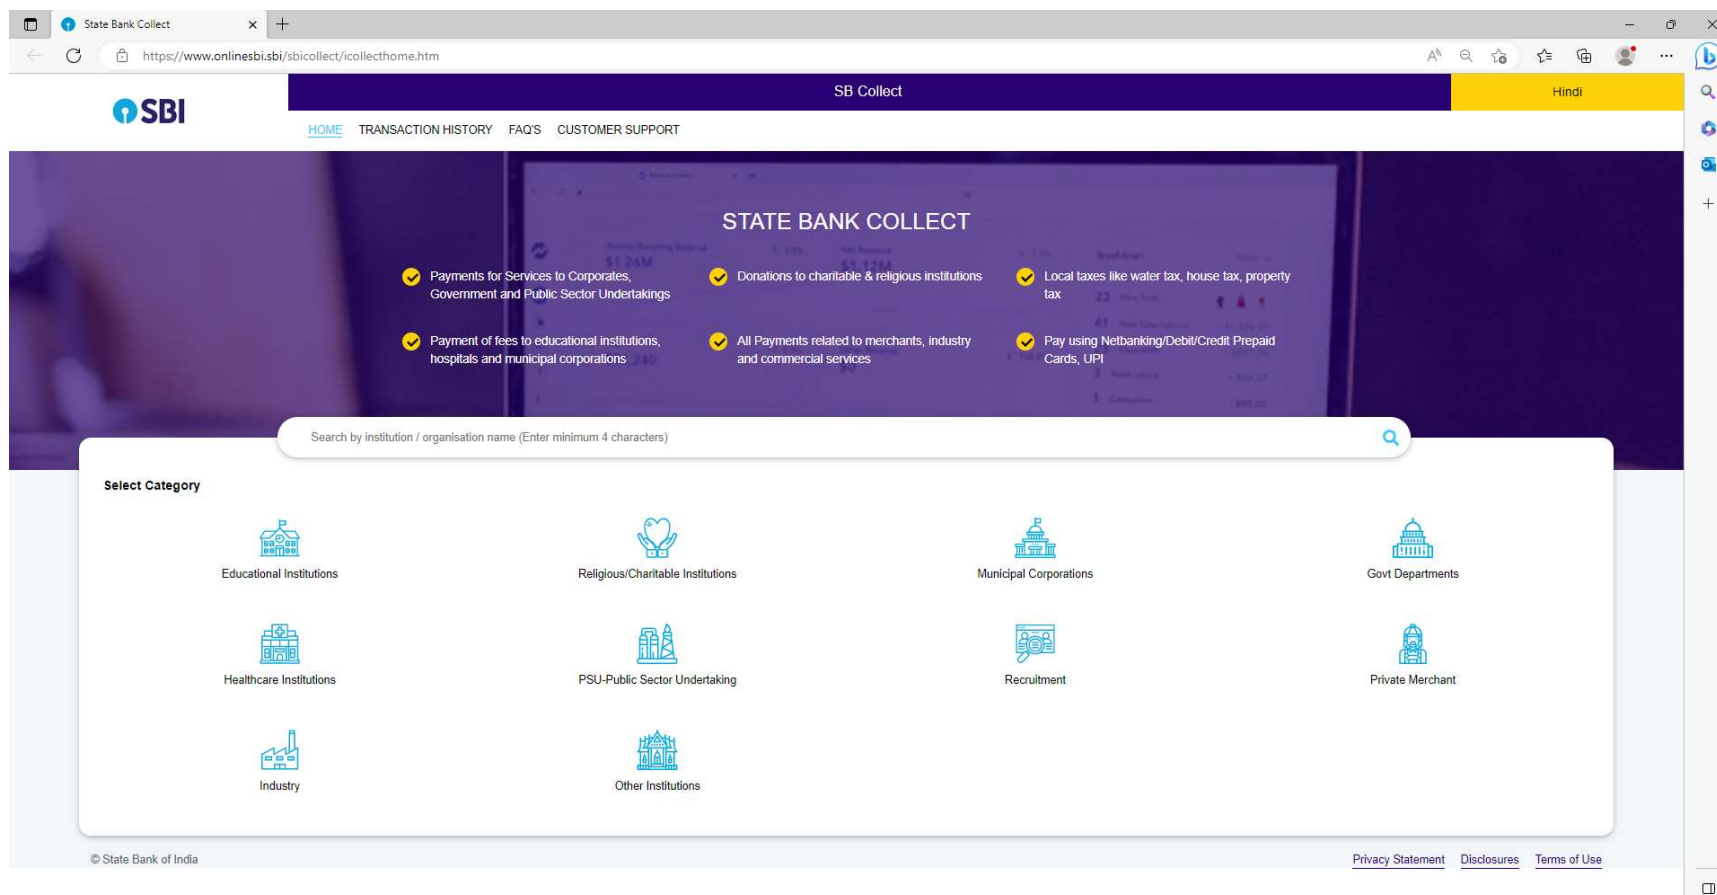 State Bank Collect
https://www.onlinesbi.sbi/sbicollect/icollecthome.htm
SBI
SB Collect
Hindi
HOME TRANSACTION HISTORY FAQ'S CUSTOMER SUPPORT
STATE BANK COLLECT
Payments for Services to Corporates,
Government and Public Sector Undertakings
Donations to charitable & religious institutions
Local taxes like water tax, house tax, property
tax
Payment of fees to educational institutions,
hospitals and municipal corporations
All Payments related to merchants, industry
and commercial services
Pay using Netbanking/Debit/Credit Prepaid
Cards, UPI
Search by institution / organisation name (Enter minimum 4 characters)
Select Category
Educational Institutions
Religious/Charitable Institutions
Municipal Corporations
Govt Departments
Healthcare Institutions
PSU-Public Sector Undertaking
Recruitment
Private Merchant
Industry
Other Institutions
© State Bank of India
Privacy Statement Disclosures Terms of Use